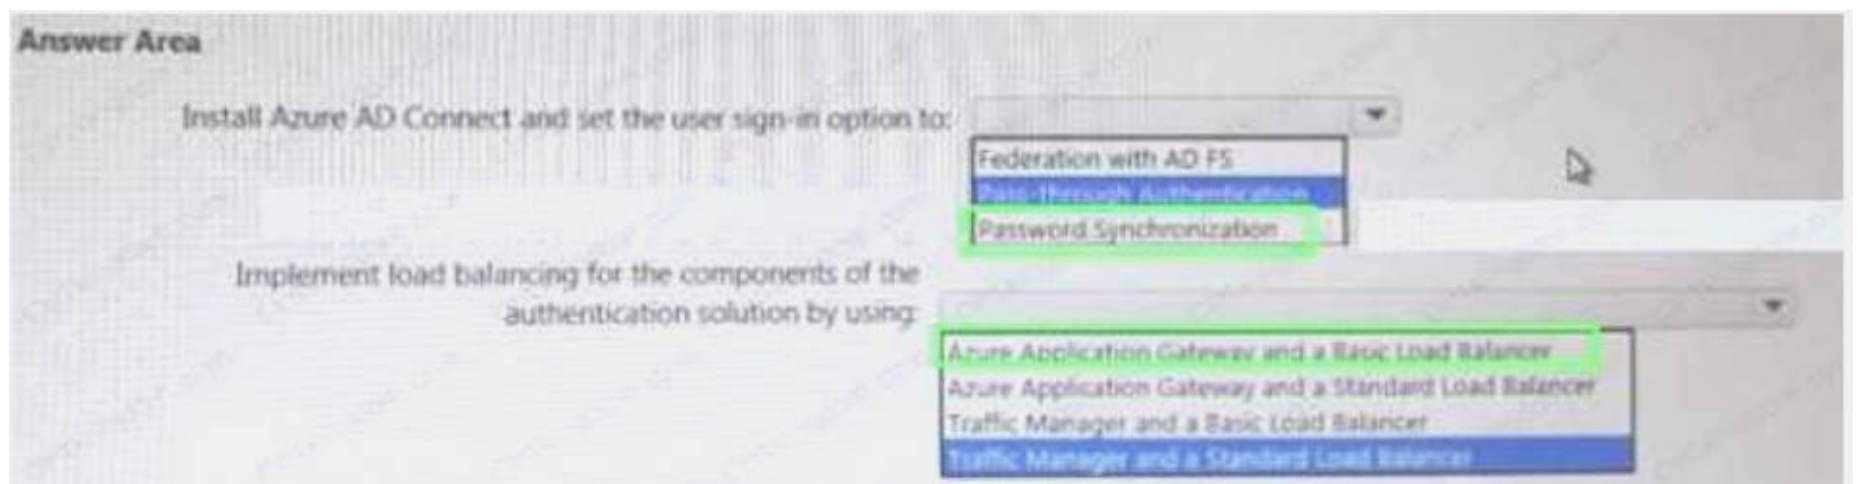 Answer Area
Install Azure AD Connect and set the user sign-in option to:
Federation with AD FS
Pass-Through Authentication
Password Synchronization
Implement load balancing for the components of the
authentication solution by using:
Azure Application Gateway and a Basic Load Balancer
Azure Application Gateway and a Standard Load Balancer
Traffic Manager and a Basic Load Balancer
Traffic Manager and a Standard Load Balancer